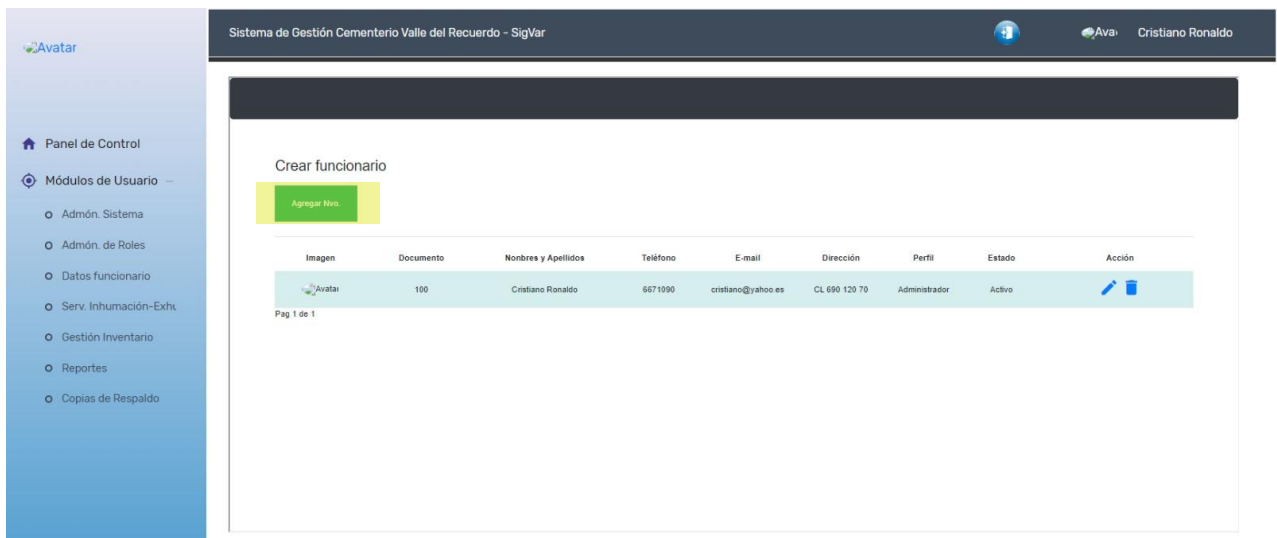 Avatar
Sistema de Gestión Cementerio Valle del Recuerdo - SigVar
Ava
Cristiano Ronaldo
Panel de Control
Módulos de Usuario
Admón. Sistema
Admón. de Roles
Datos funcionario
Serv. Inhumación-Exhu
Gestión Inventario
Reportes
Copias de Respaldo
Crear funcionario
Agregar Nvo.
Imagen Documento Nonbres y Apellidos Teléfono E-mail Dirección Perfil Estado Acción
Avatar 100 Cristiano Ronaldo 6671090 cristiano@yahoo.es CL 690 120 70 Administrador Activo
Pag 1 de 1